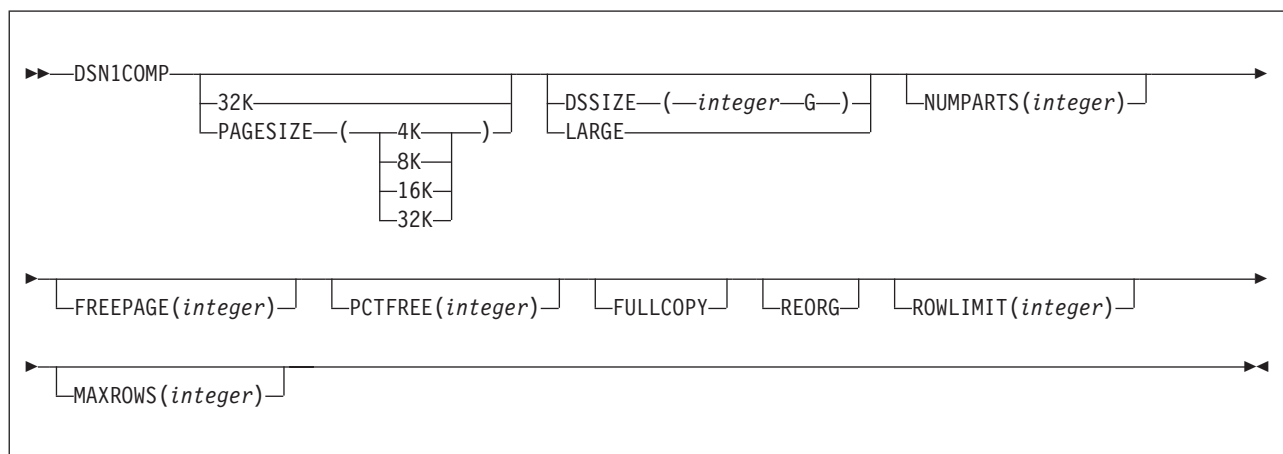 DSN1COMP
32K
PAGESIZE ( 4K )
8K
16K
32K
DSSIZE ( integer G )
LARGE
NUMPARTS(integer)
FREEPAGE(integer) PCTFREE(integer) FULLCOPY REORG ROWLIMIT(integer)
MAXROWS(integer)